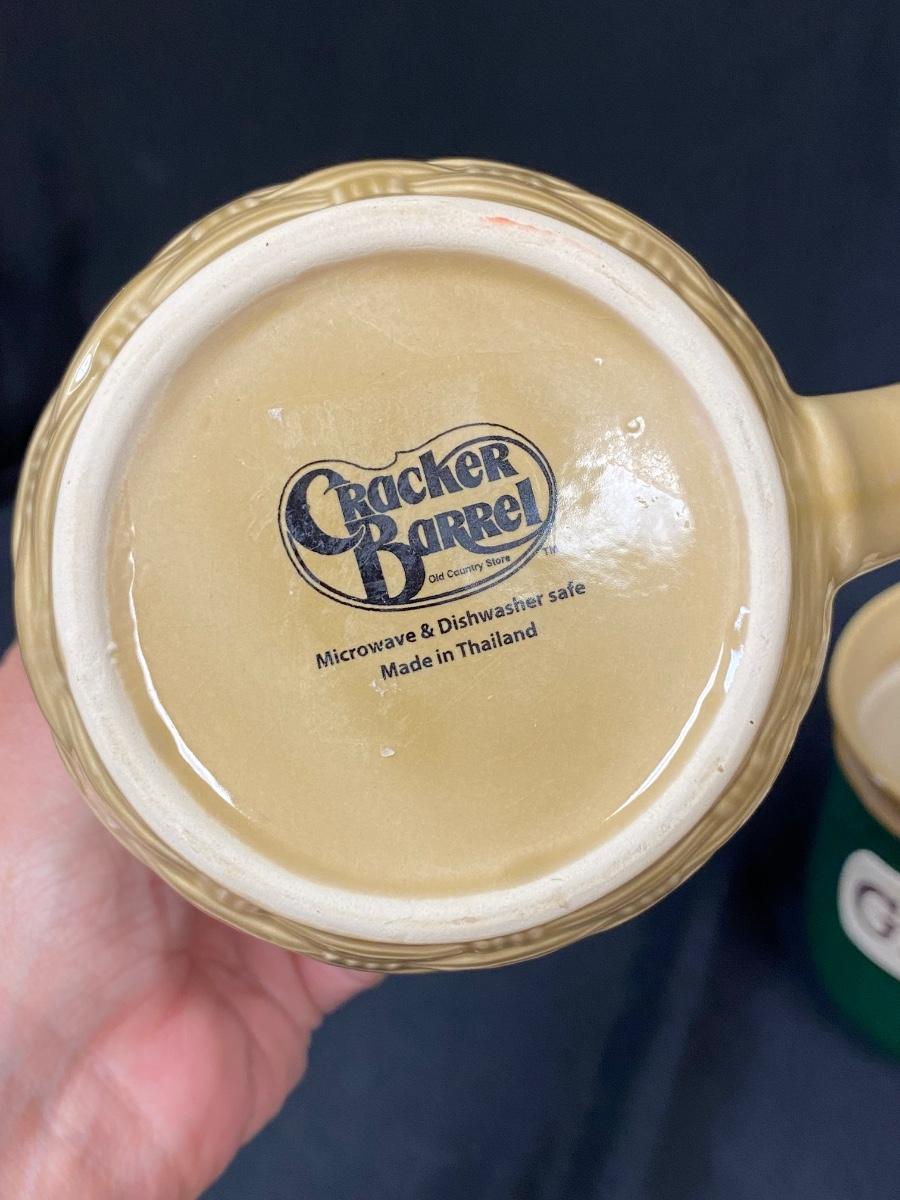 Cracker
Barrel
Old Country Store
TM
Microwave & Dishwasher safe
Made in Thailand
G